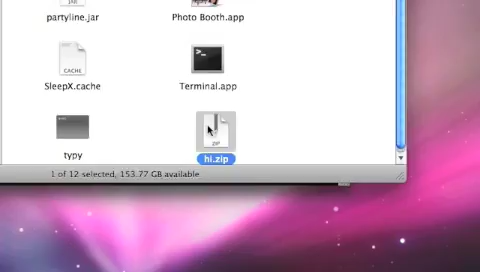 partyline.jar
Photo Booth.app
CACHE
SleepX.cache
Terminal.app
ZIP
typy
hi.zip
1 of 12 selected, 153.77 GB available